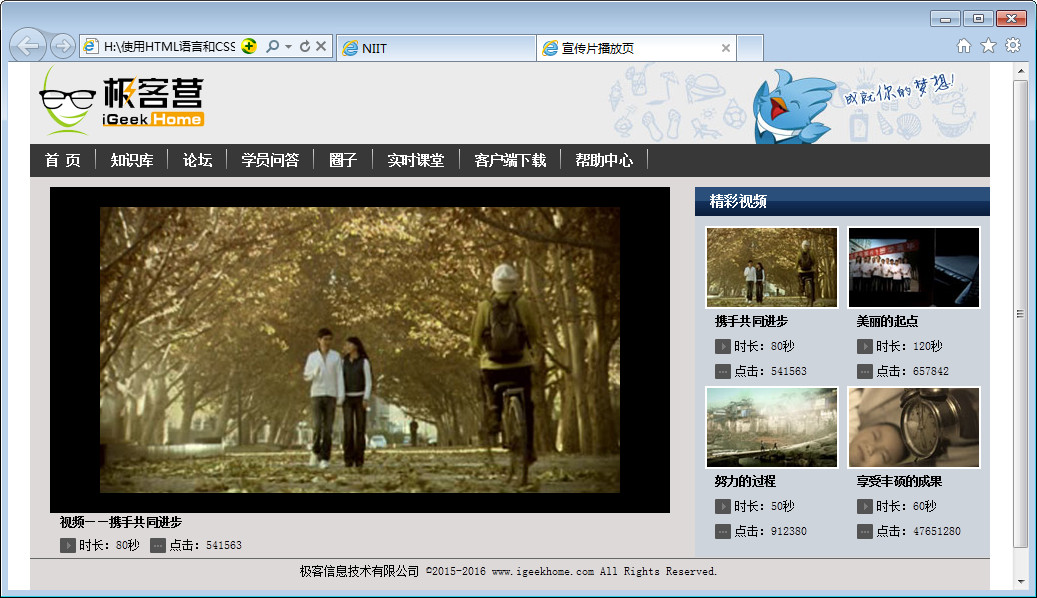 H:\使用HTML语言和CSS
NIIT
宣传片播放页
极客营
iGeek Home
成就你的梦想!
首 页 知识库 论坛 学员问答 圈子 实时课堂 客户端下载 帮助中心
精彩视频
携手共同进步
时长：80秒
点击：541563
美丽的起点
时长：120秒
点击：657842
努力的过程
时长：50秒
点击：912380
享受丰硕的成果
时长：60秒
点击：47651280
视频－－携手共同进步
时长：80秒 点击：541563
极客信息技术有限公司 ©2015-2016 www.igeekhome.com All Rights Reserved.